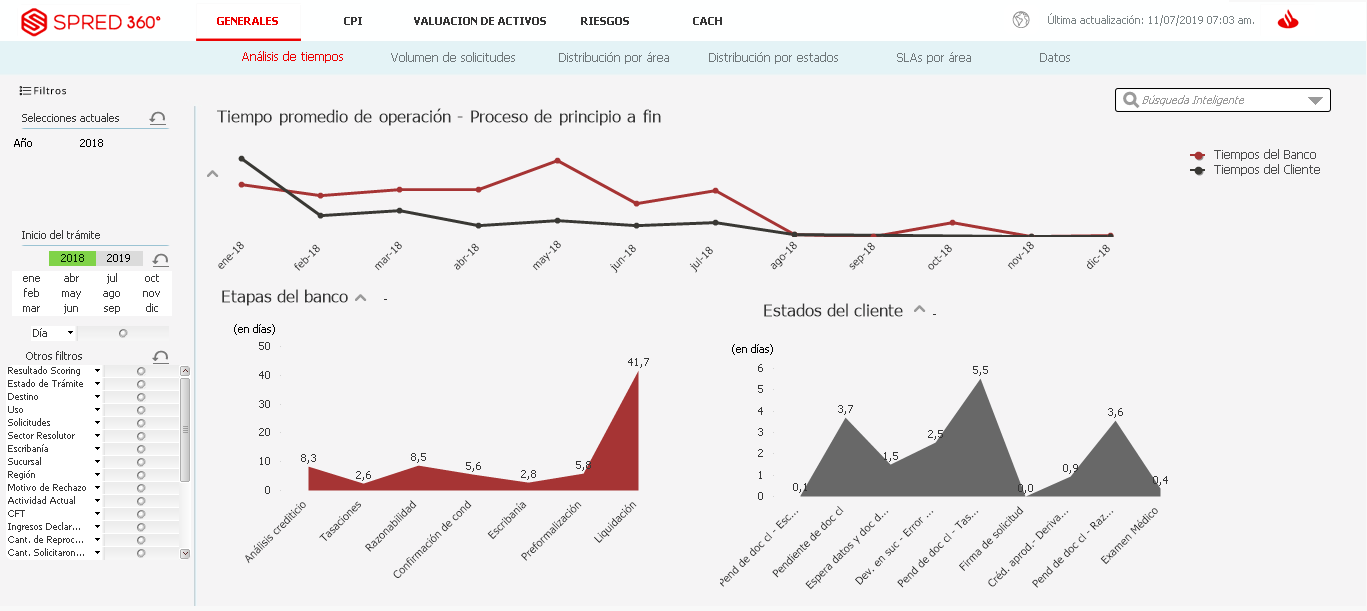 SPRED 360°
GENERALES CPI VALUACION DE ACTIVOS RIESGOS CACH
Última actualización: 11/07/2019 07:03 am.
Análisis de tiempos Volumen de solicitudes Distribución por área Distribución por estados SLAs por área Datos
Filtros
Búsqueda Inteligente
Selecciones actuales
Año 2018
Inicio del trámite
2018 2019
ene abr jul oct
feb may ago nov
mar jun sep dic
Día
Otros filtros
Resultado Scoring
Estado de Trámite
Destino
Uso
Solicitudes
Sector Resolutor
Escribanía
Sucursal
Región
Motivo de Rechazo
Actividad Actual
CFT
Ingresos Declar...
Cant. de Reproc...
Cant. Solicitaron...
Tiempo promedio de operación - Proceso de principio a fin
Tiempos del Banco
Tiempos del Cliente
ene-18 feb-18 mar-18 abr-18 may-18 jun-18 jul-18 ago-18 sep-18 oct-18 nov-18 dic-18
Etapas del banco -
(en días)
50
40
30
20
10
0
8,3 2,6 8,5 5,6 2,8 5,8 41,7
Análisis crediticio
Tasaciones
Razonabilidad
Confirmación de cond
Escribania
Preformalización
Liquidación
Estados del cliente -
(en días)
6
5
4
3
2
1
0
0,1 3,7 1,5 2,5 5,5 0,0 0,9 3,6 0,4
Pend de doc cl - Esc...
Pendiente de doc cl
Espera datos y doc d...
Dev. en suc - Error ...
Pend de doc cl - Tas...
Firma de solicitud
Créd. aprod.- Deriva...
Pend de doc cl - Raz...
Examen Médico